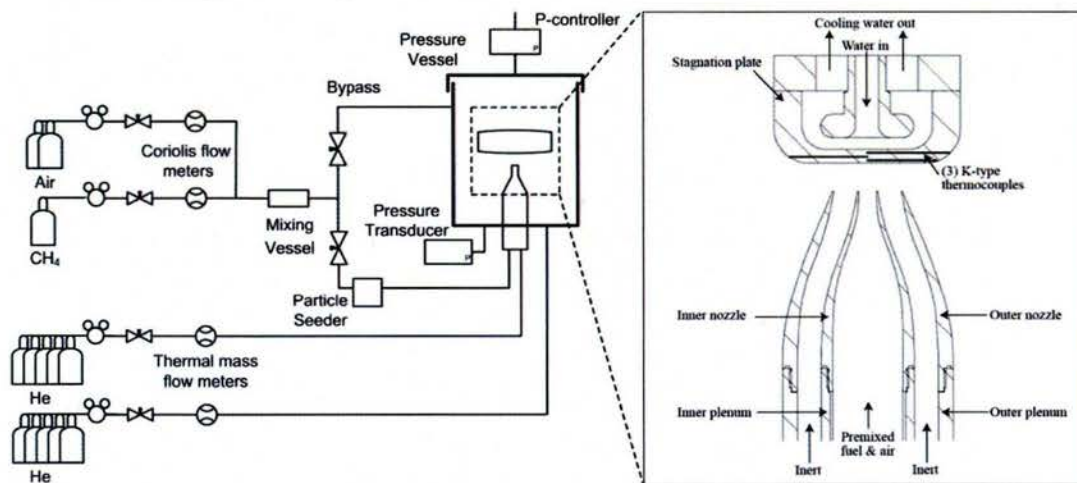 P-controller
P
Pressure
Vessel
Bypass
Air
Coriolis flow
meters
CH₄
Mixing
Vessel
Pressure
Transducer
P
Particle
Seeder
He
Thermal mass
flow meters
He
Cooling water out
Water in
Stagnation plate
(3) K-type
thermocouples
Inner nozzle
Outer nozzle
Inner plenum
Outer plenum
Premixed
fuel & air
Inert
Inert